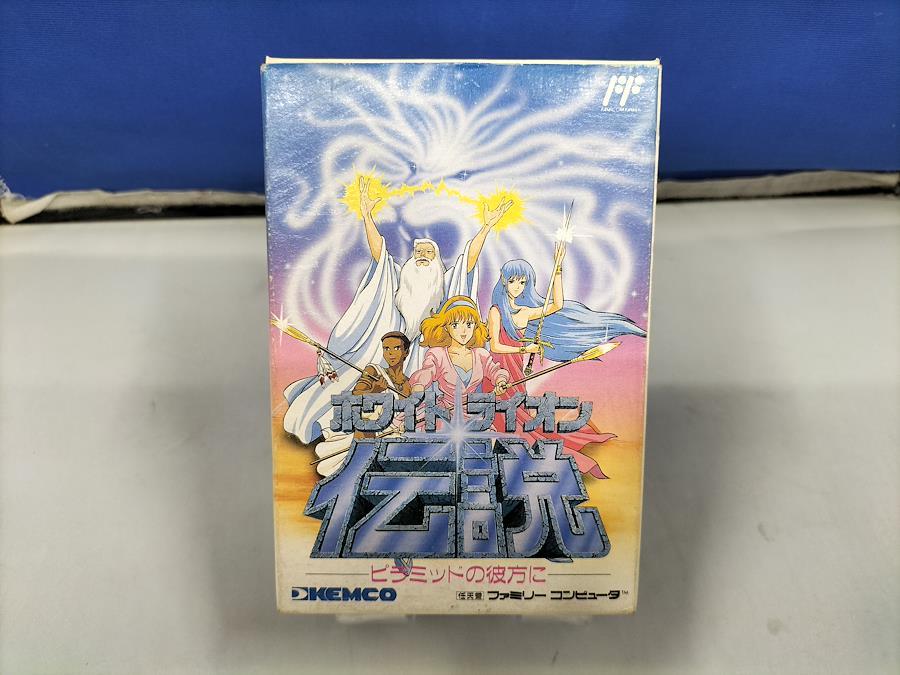 ホワイト ライオン
伝説
ピラミッドの彼方に
KEMCO
任天堂 ファミリー コンピュータ™